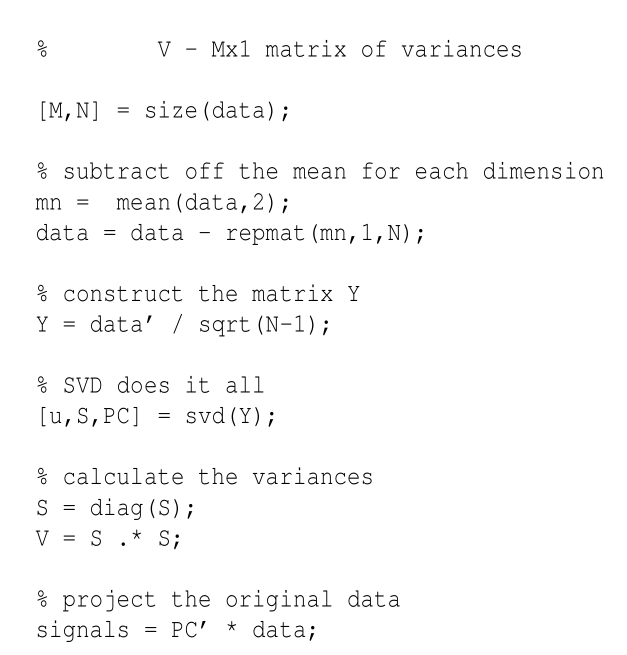 %        V - Mx1 matrix of variances
[M,N] = size(data);
% subtract off the mean for each dimension
mn =  mean(data,2);
data = data - repmat(mn,1,N);
% construct the matrix Y
Y = data' / sqrt(N-1);
% SVD does it all
[u,S,PC] = svd(Y);
% calculate the variances
S = diag(S);
V = S .* S;
% project the original data
signals = PC' * data;